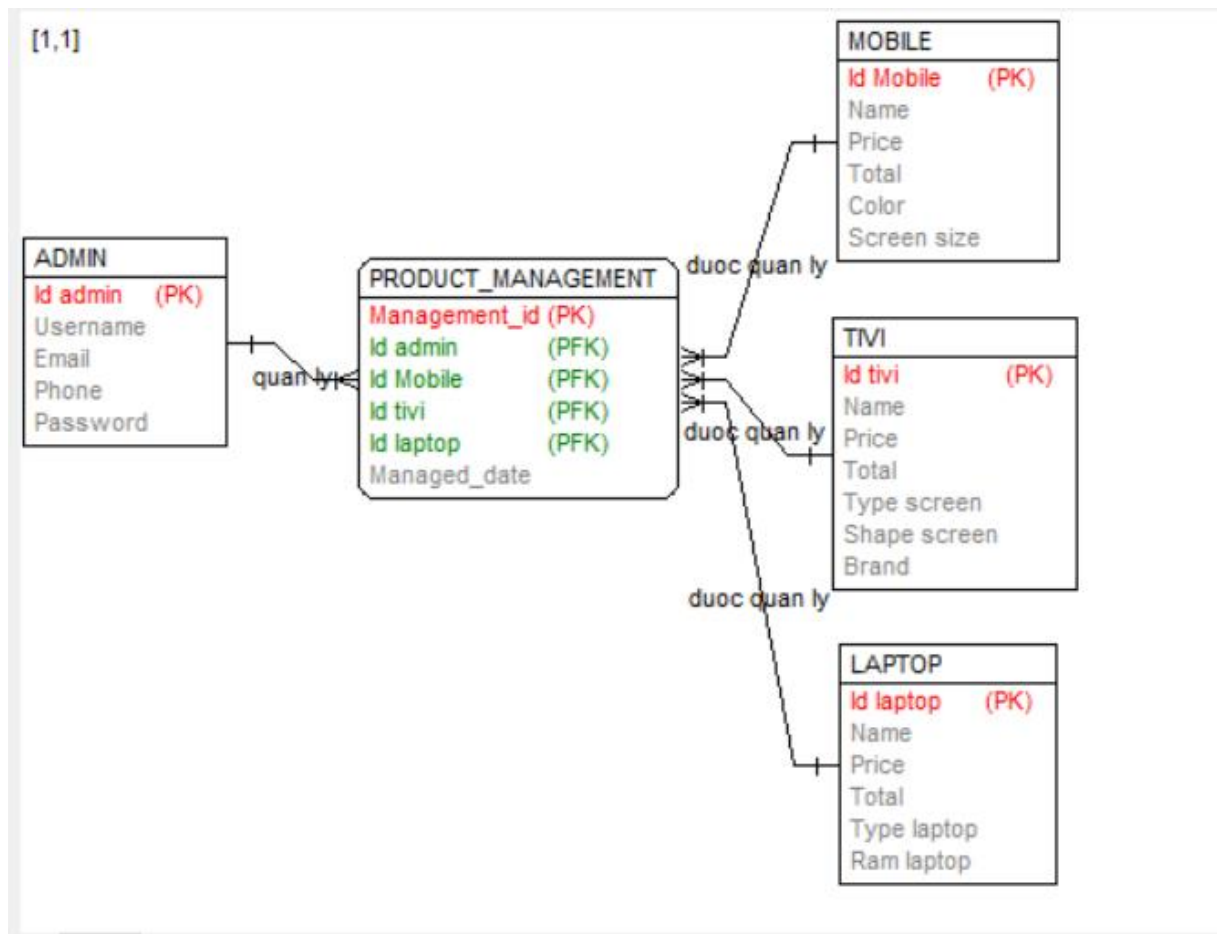 [1,1]
ADMIN
Id admin (PK)
Username
Email
Phone
Password
quan ly
PRODUCT_MANAGEMENT
Management_id (PK)
Id admin (PFK)
Id Mobile (PFK)
Id tivi (PFK)
Id laptop (PFK)
Managed_date
duoc quan ly
duoc quan ly
duoc quan ly
MOBILE
Id Mobile (PK)
Name
Price
Total
Color
Screen size
TIVI
Id tivi (PK)
Name
Price
Total
Type screen
Shape screen
Brand
LAPTOP
Id laptop (PK)
Name
Price
Total
Type laptop
Ram laptop